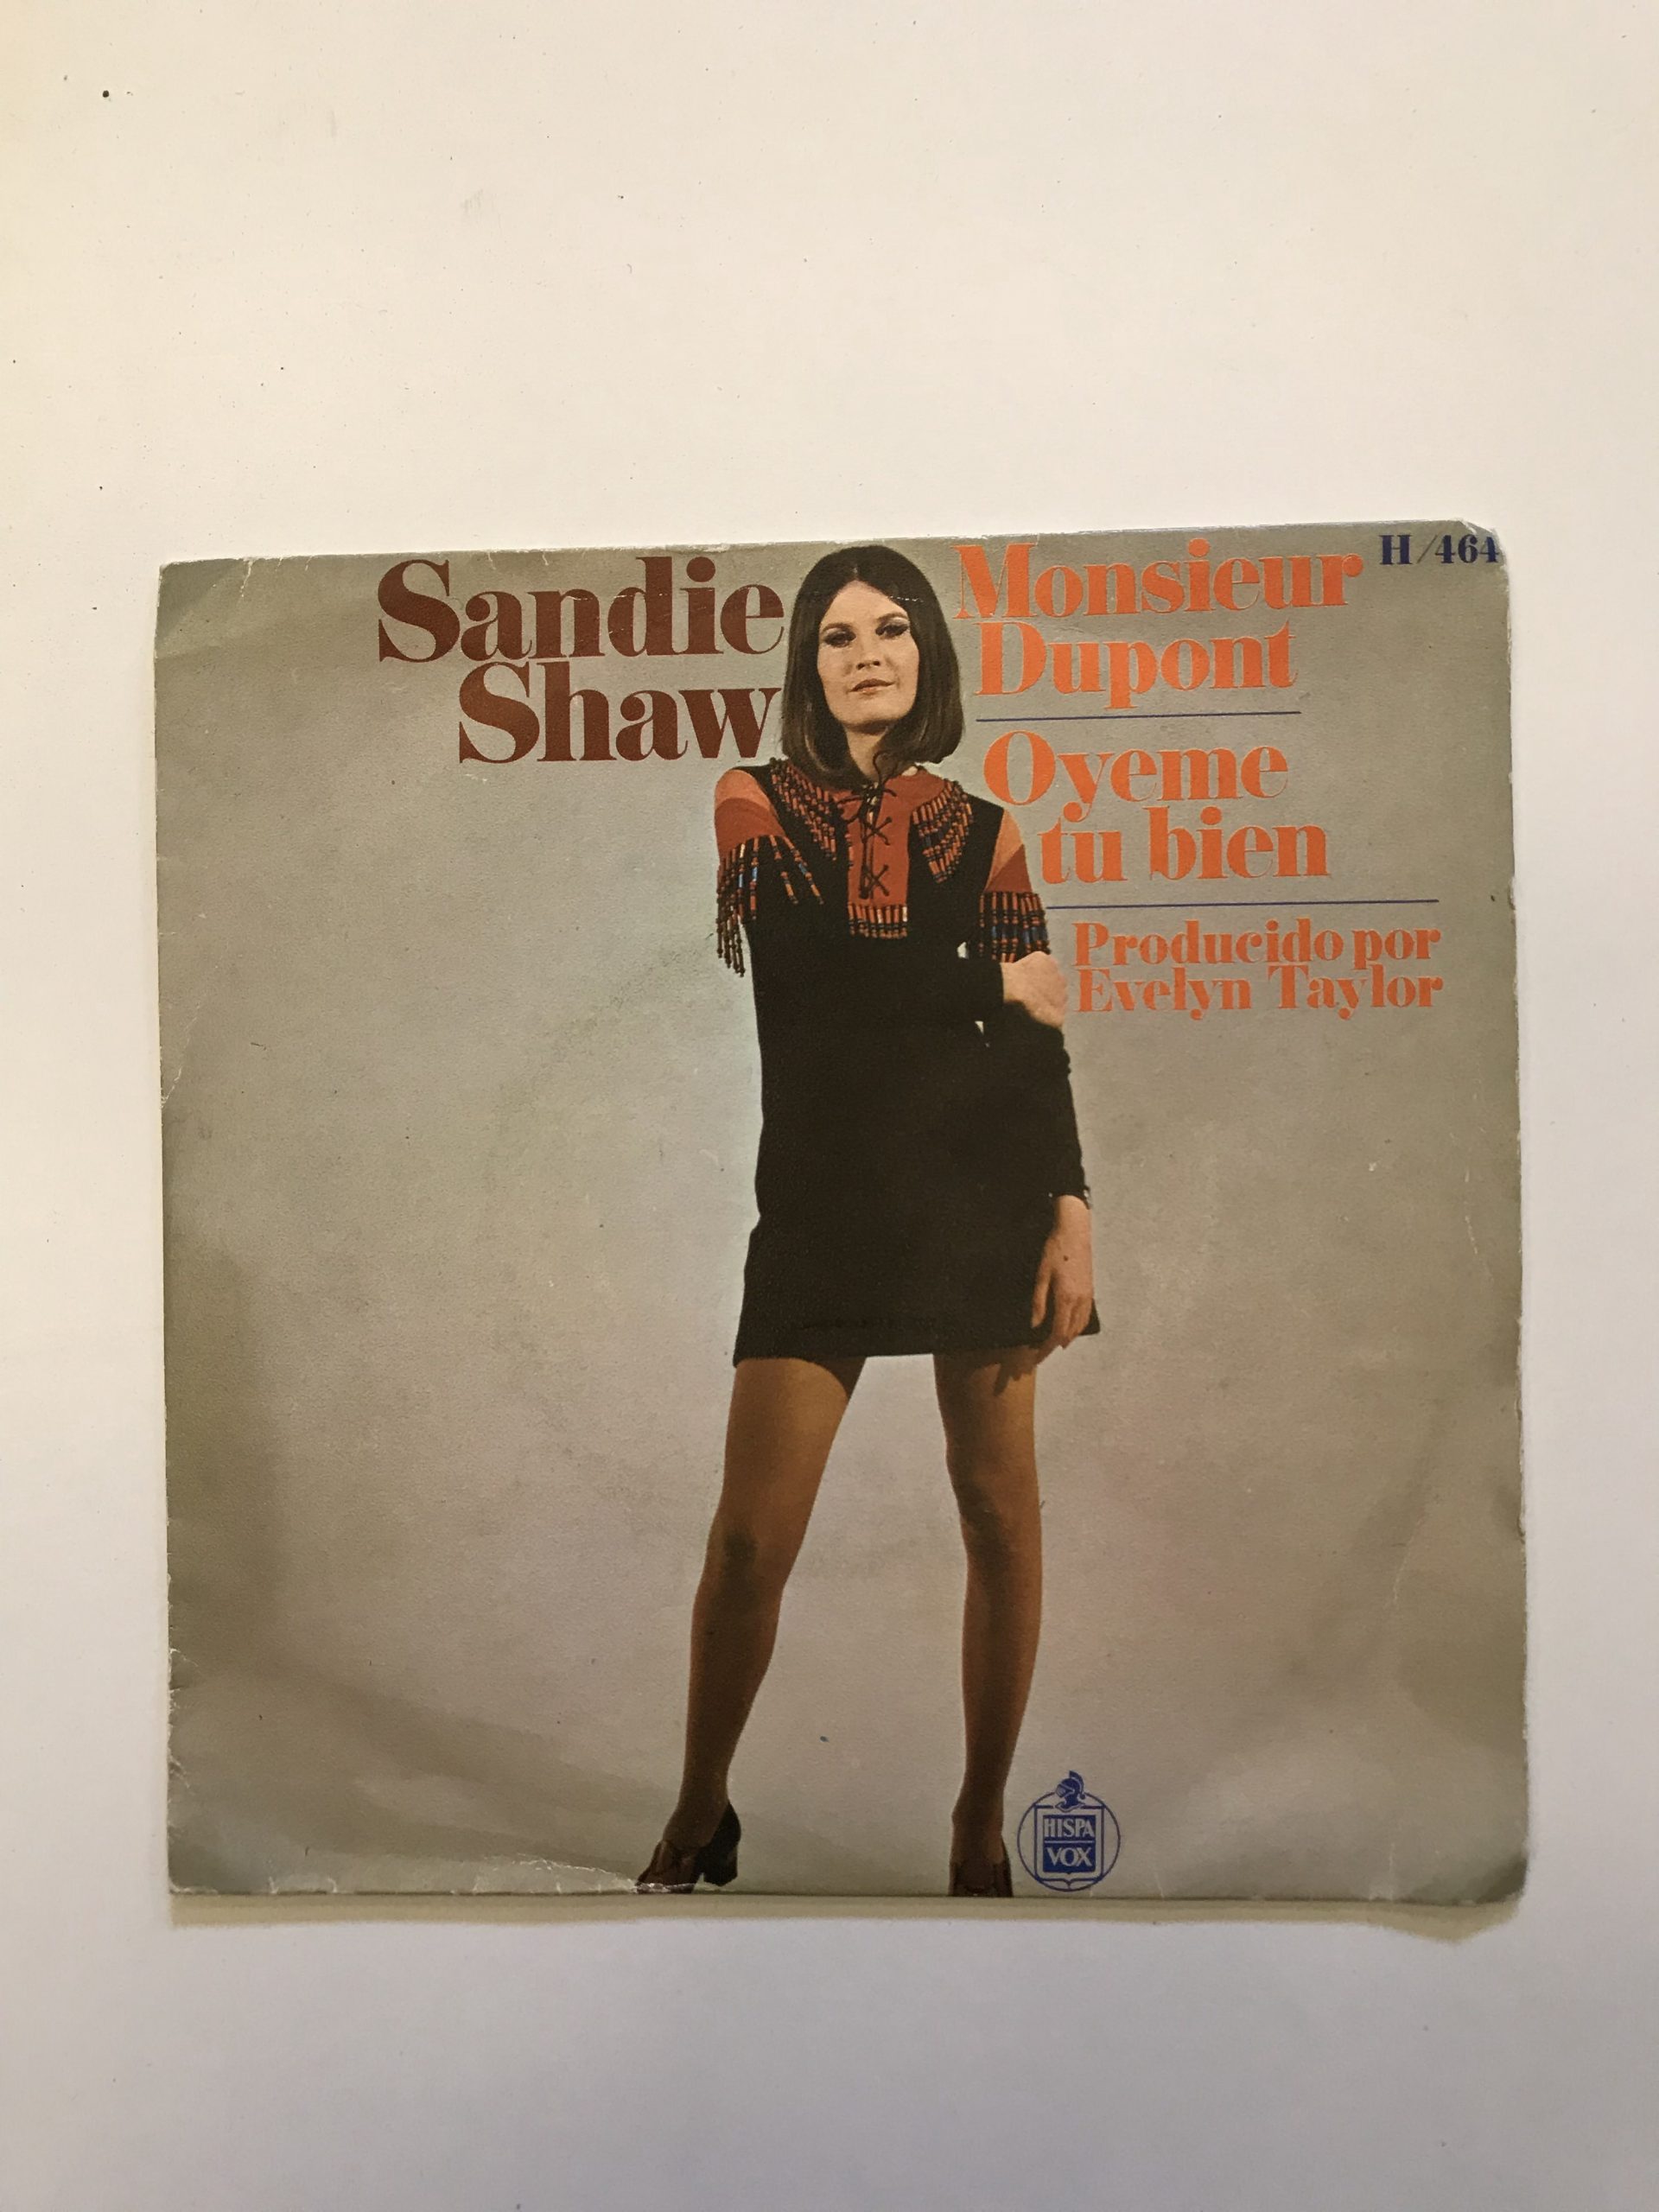 Sandie
Shaw
Monsieur
Dupont
H/464
Oyeme
tu bien
Producido por
Evelyn Taylor
HISPA
VOX